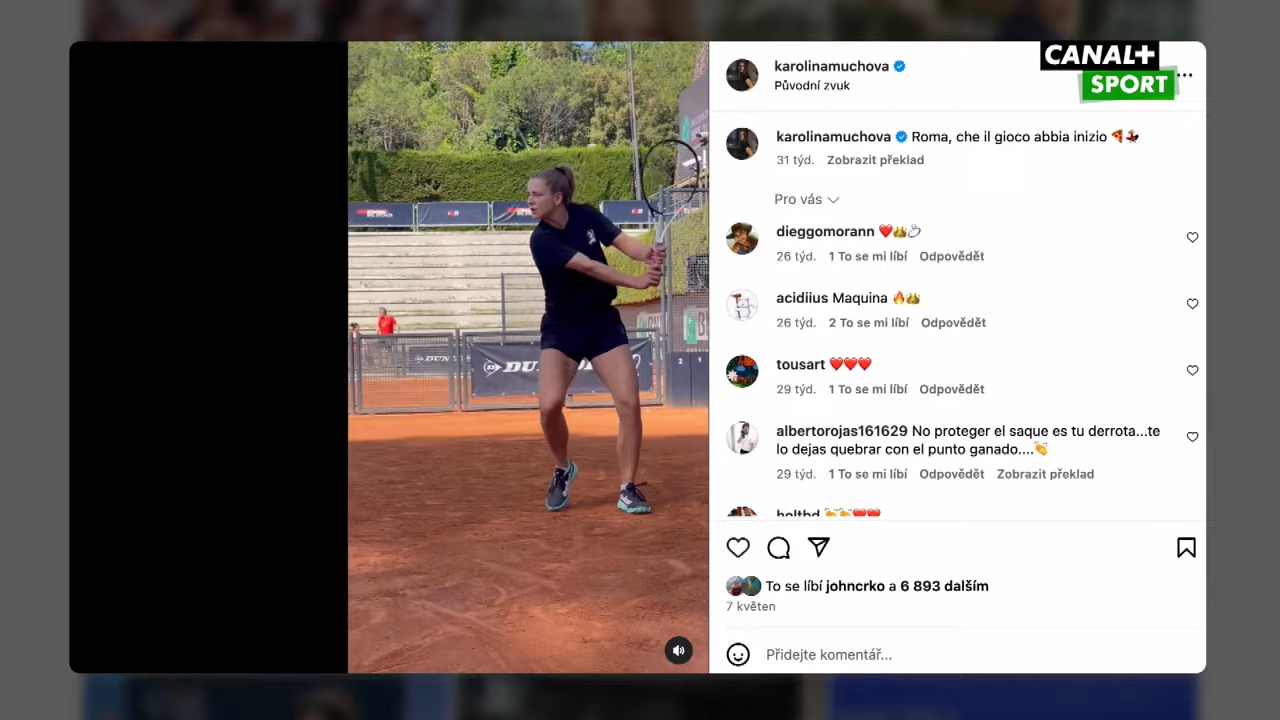 CANAL+
SPORT
karolinamuchova
Původní zvuk
karolinamuchova Roma, che il gioco abbia inizio 🍕💃
31 týd. Zobrazit překlad
Pro vás
dieggomorann ❤️👑💍
26 týd. 1 To se mi líbí Odpovědět
acidiius Maquina 🔥👑
26 týd. 2 To se mi líbí Odpovědět
tousart ❤️❤️❤️
29 týd. 1 To se mi líbí Odpovědět
albertorojas161629 No proteger el saque es tu derrota...te
lo dejas quebrar con el punto ganado....👏
29 týd. 1 To se mi líbí Odpovědět Zobrazit překlad
To se líbí johncrko a 6 893 dalším
7 květen
Přidejte komentář...
2 1